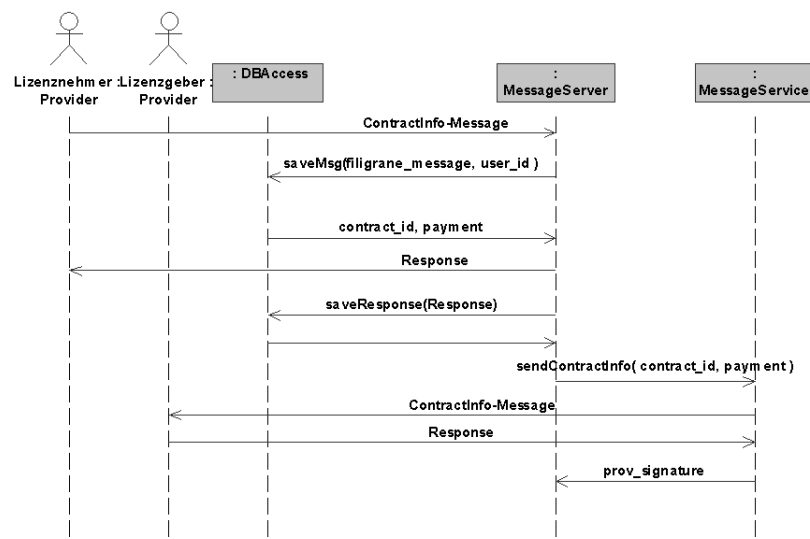 Lizenznehmer :
Provider
Lizenzgeber :
Provider
: DBAccess
:
MessageServer
:
MessageService
ContractInfo-Message
saveMsg(filigrane_message, user_id )
contract_id, payment
Response
saveResponse(Response)
sendContractInfo( contract_id, payment )
ContractInfo-Message
Response
prov_signature